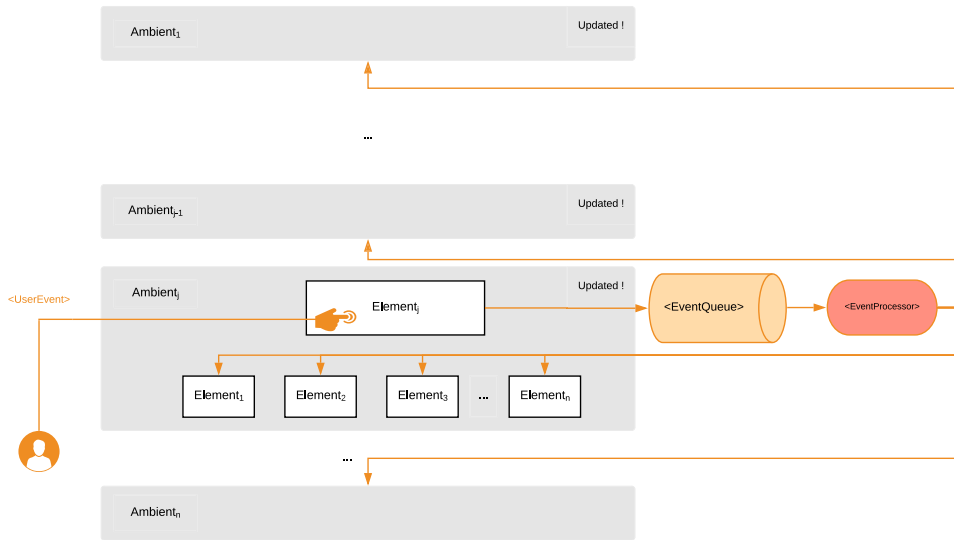 Ambient1
Updated !
...
Ambientj-1
Updated !
<UserEvent>
Ambientj
Updated !
Elementj
<EventQueue>
<EventProcessor>
Element1
Element2
Element3
...
Elementn
...
Ambientn